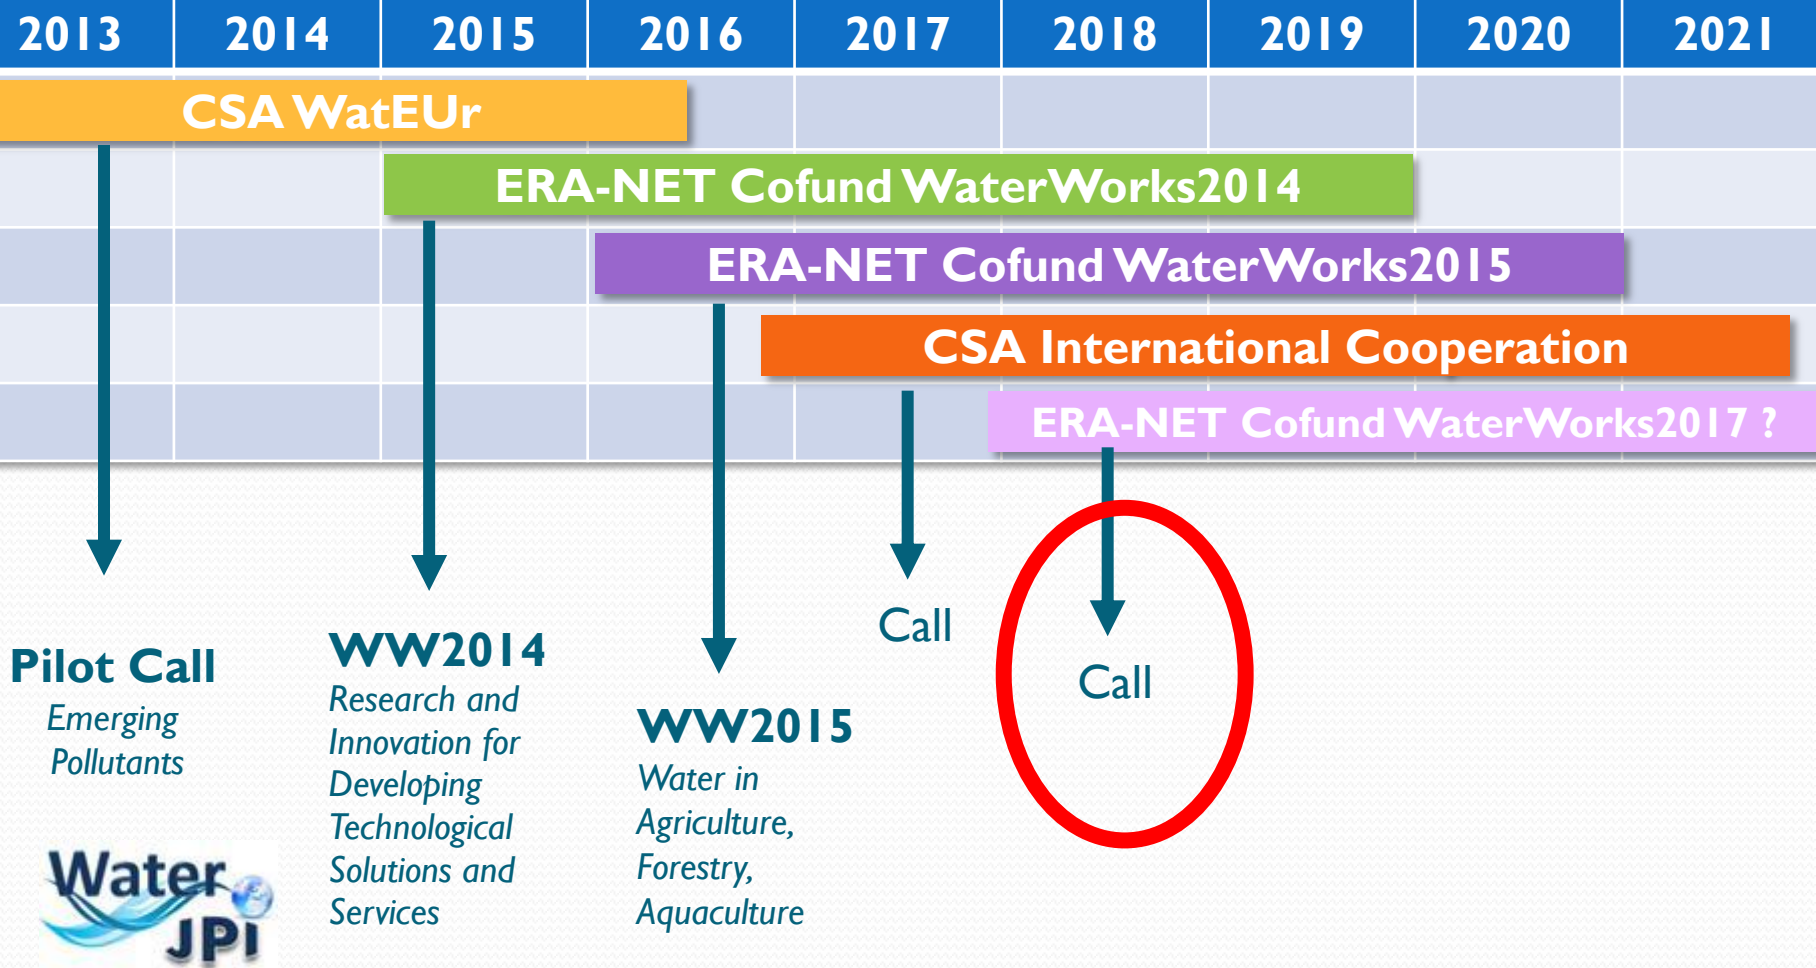 2013 2014 2015 2016 2017 2018 2019 2020 2021
CSA WatEUr
ERA-NET Cofund WaterWorks2014
ERA-NET Cofund WaterWorks2015
CSA International Cooperation
ERA-NET Cofund WaterWorks2017 ?
Pilot Call
Emerging
Pollutants
WW2014
Research and
Innovation for
Developing
Technological
Solutions and
Services
WW2015
Water in
Agriculture,
Forestry,
Aquaculture
Call
Call
Water
JPI